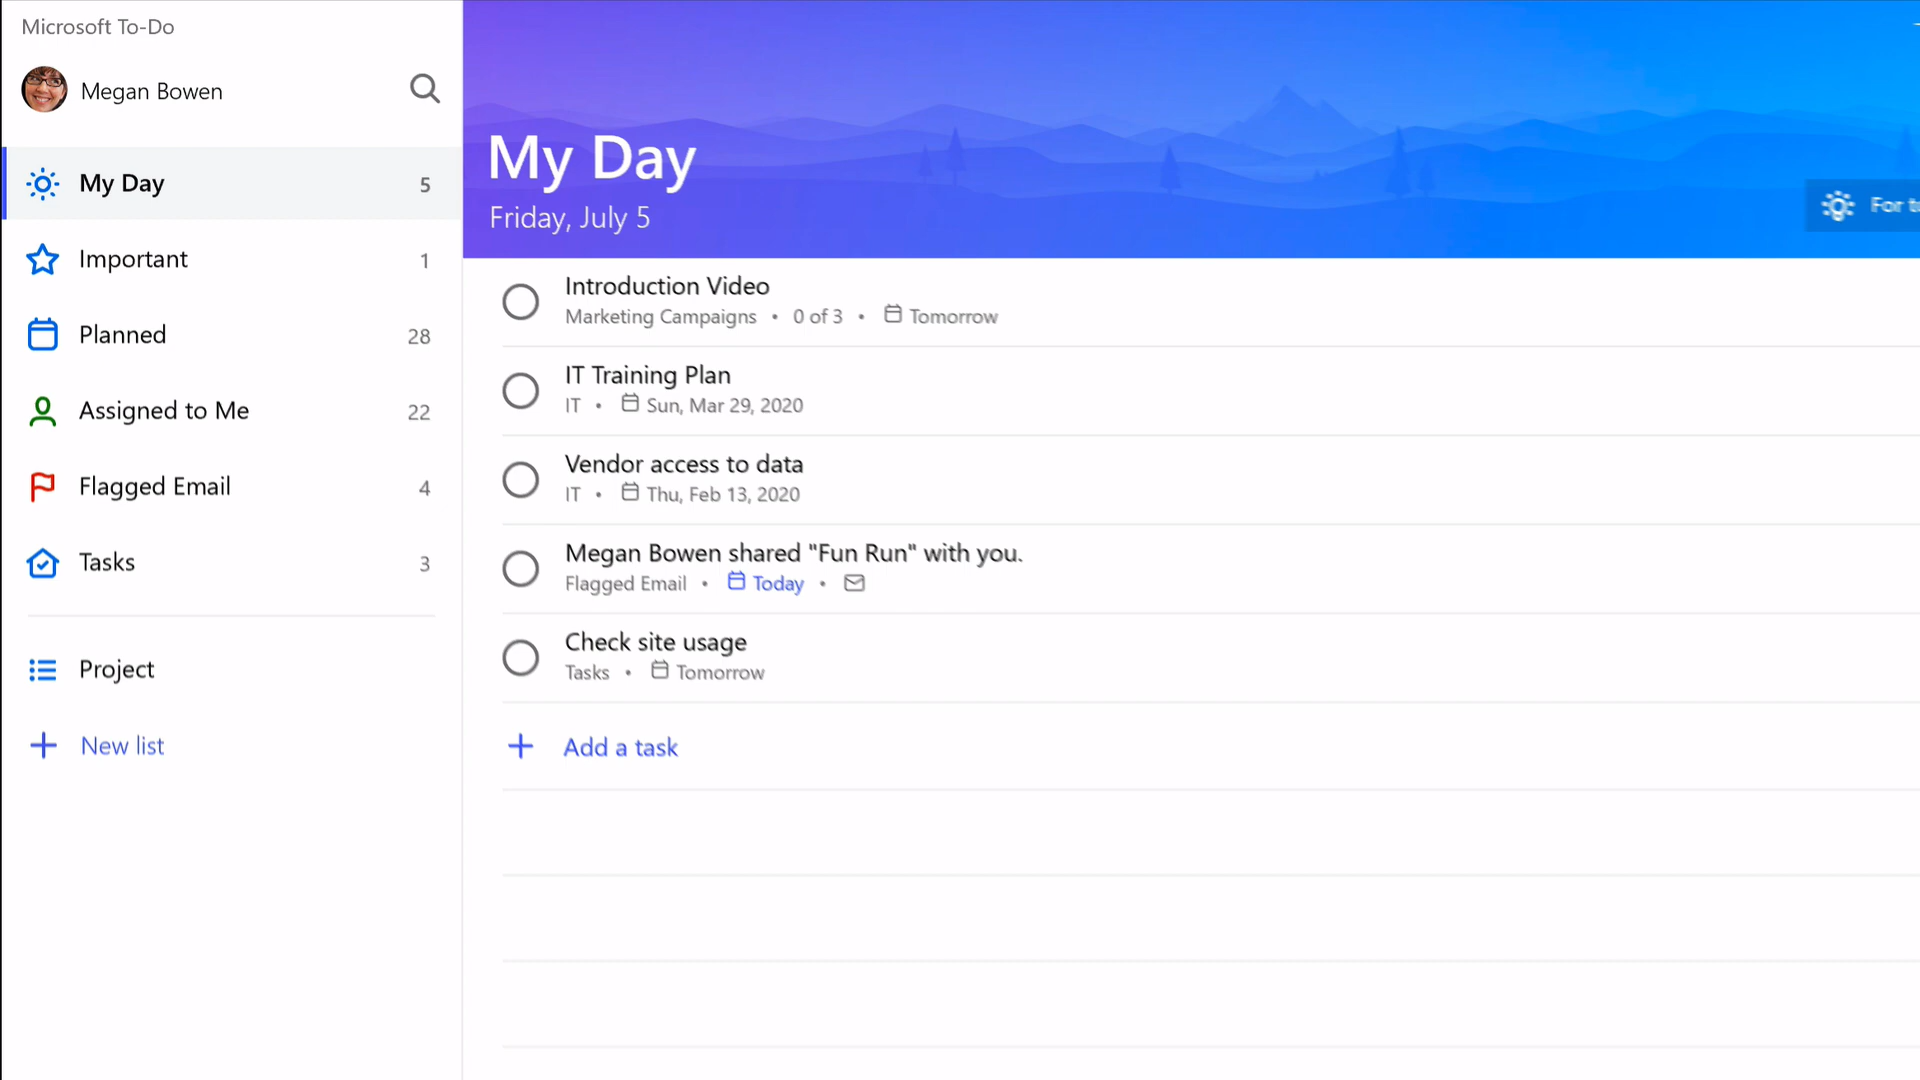 Microsoft To-Do
Megan Bowen
My Day 5
Important 1
Planned 28
Assigned to Me 22
Flagged Email 4
Tasks 3
Project
New list
My Day
Friday, July 5
For
Introduction Video
Marketing Campaigns • 0 of 3 • Tomorrow
IT Training Plan
IT • Sun, Mar 29, 2020
Vendor access to data
IT • Thu, Feb 13, 2020
Megan Bowen shared "Fun Run" with you.
Flagged Email • Today •
Check site usage
Tasks • Tomorrow
Add a task